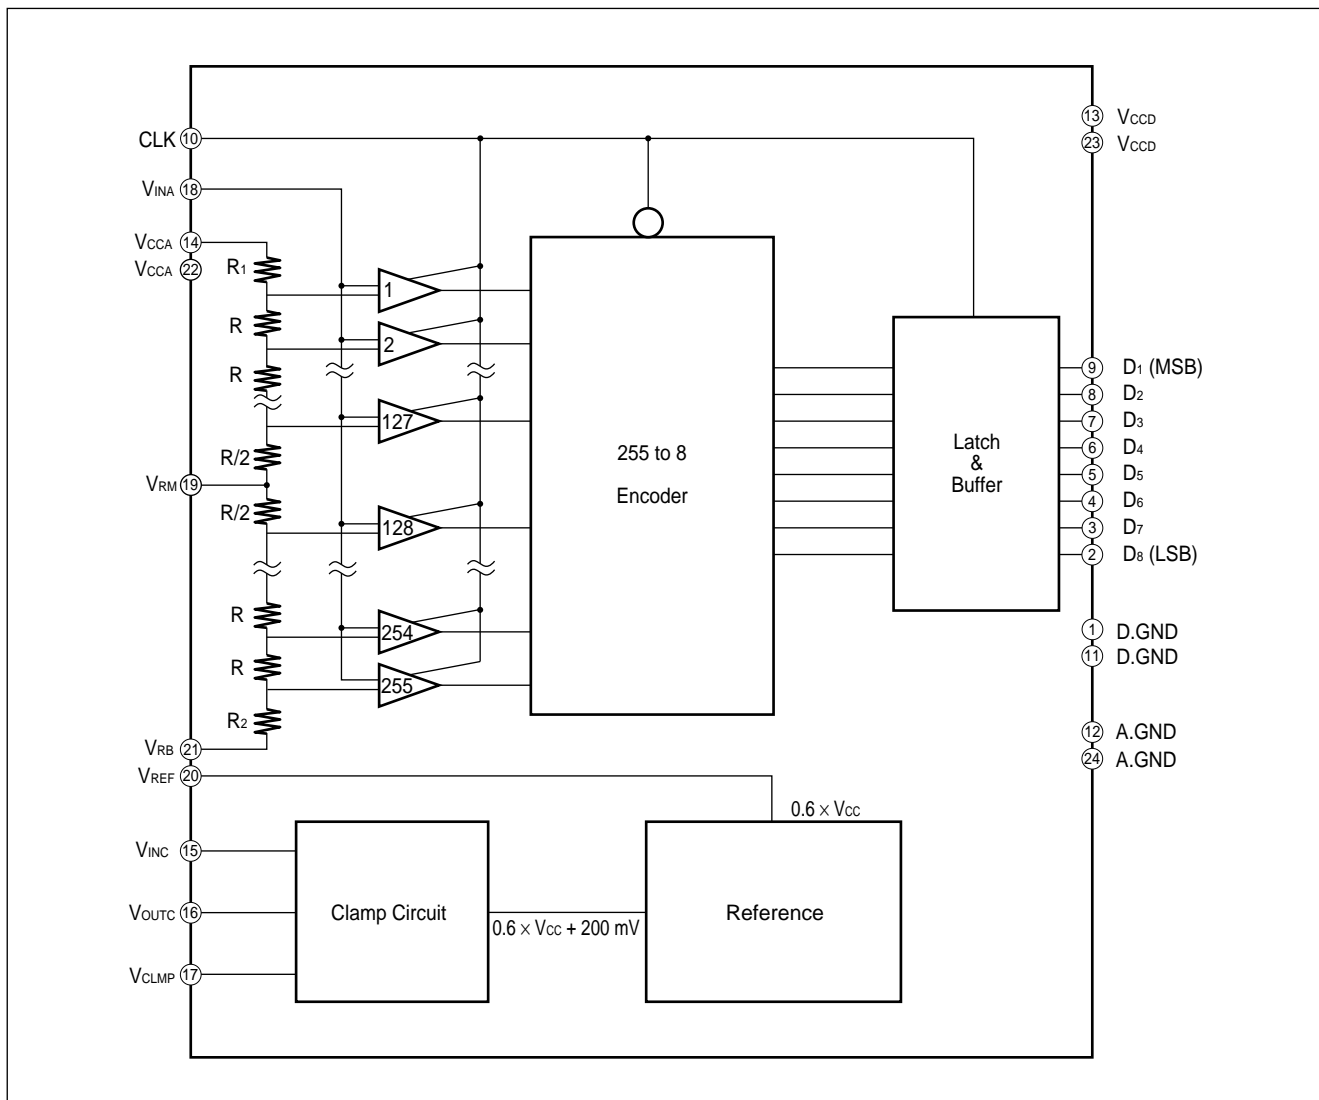 CLK 10
VINA 18
VCCA 14
VCCA 22
R1
R
R
R/2
VRM 19
R/2
R
R
R2
VRB 21
VREF 20
VINC 15
VOUTC 16
VCLMP 17
1
2
127
128
254
255
255 to 8
Encoder
Latch
&
Buffer
13 VCCD
23 VCCD
9 D1 (MSB)
8 D2
7 D3
6 D4
5 D5
4 D6
3 D7
2 D8 (LSB)
1 D.GND
11 D.GND
12 A.GND
24 A.GND
0.6 × VCC
Clamp Circuit
0.6 × VCC + 200 mV
Reference